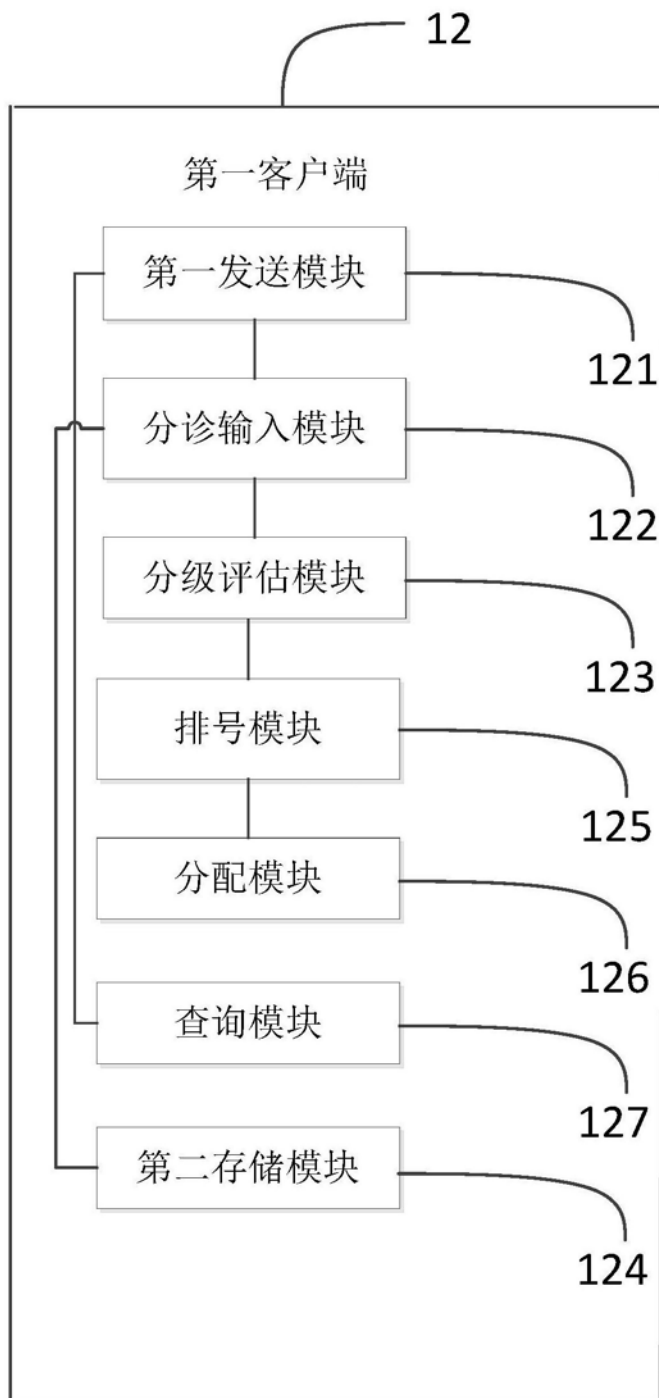 12
第一客户端
第一发送模块
121
分诊输入模块
122
分级评估模块
123
排号模块
125
分配模块
126
查询模块
127
第二存储模块
124